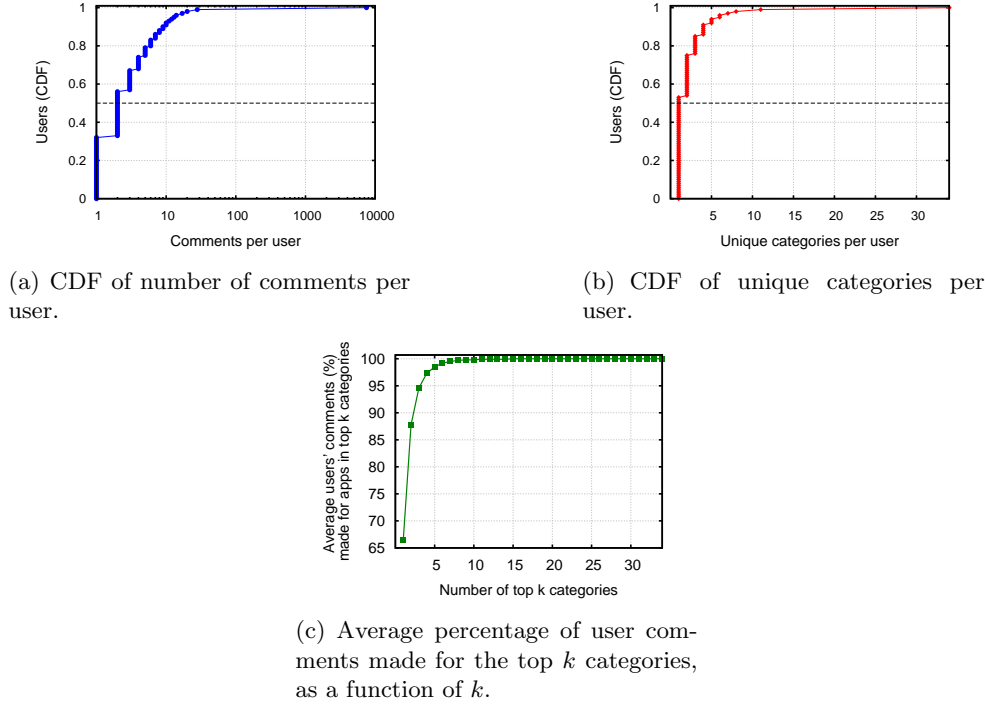 1
0.8
0.6
0.4
0.2
0
Users (CDF)
1
10
100
1000
10000
Comments per user
(a) CDF of number of comments per
user.
1
0.8
0.6
0.4
0.2
0
Users (CDF)
5
10
15
20
25
30
Unique categories per user
(b) CDF of unique categories per
user.
100
95
90
85
80
75
70
65
Average users' comments (%)
made for apps in top k categories
5
10
15
20
25
30
Number of top k categories
(c) Average percentage of user com-
ments made for the top k categories,
as a function of k.